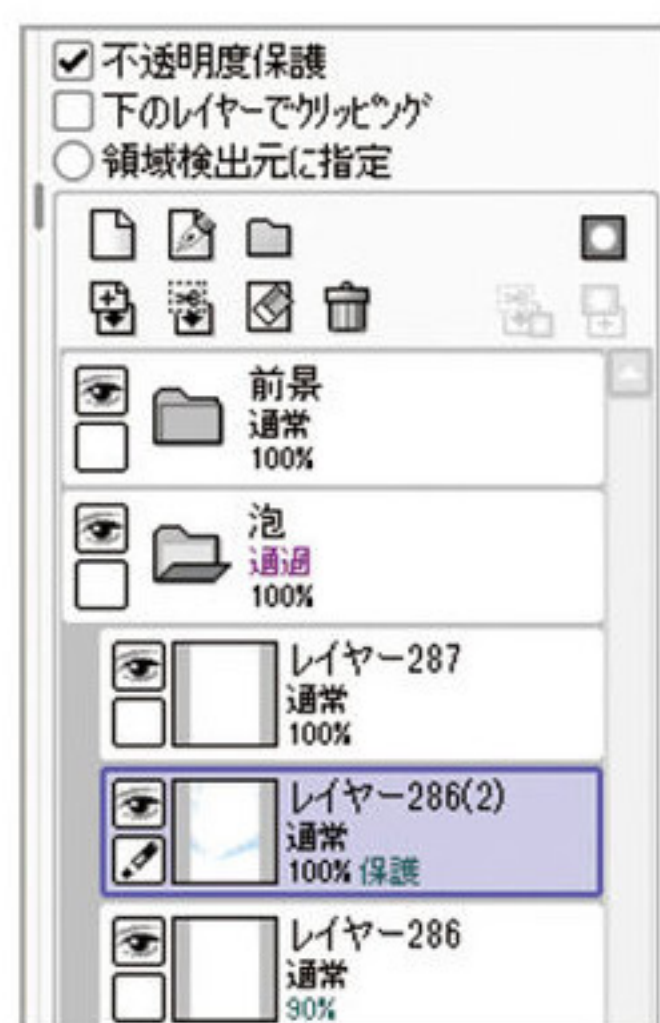 不透明度保護
下のレイヤーでクリッピング
領域検出元に指定
前景
通常
100%
泡
通過
100%
レイヤー287
通常
100%
レイヤー286(2)
通常
100% 保護
レイヤー286
通常
90%